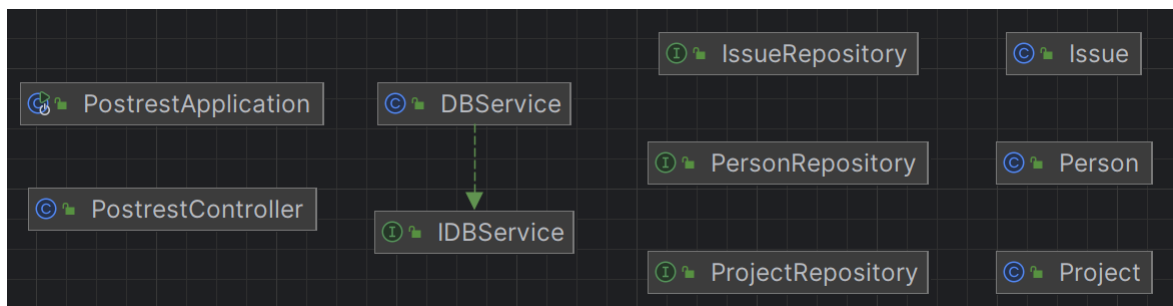 PostrestApplication
PostrestController
DBService
IDBService
IssueRepository
PersonRepository
ProjectRepository
Issue
Person
Project